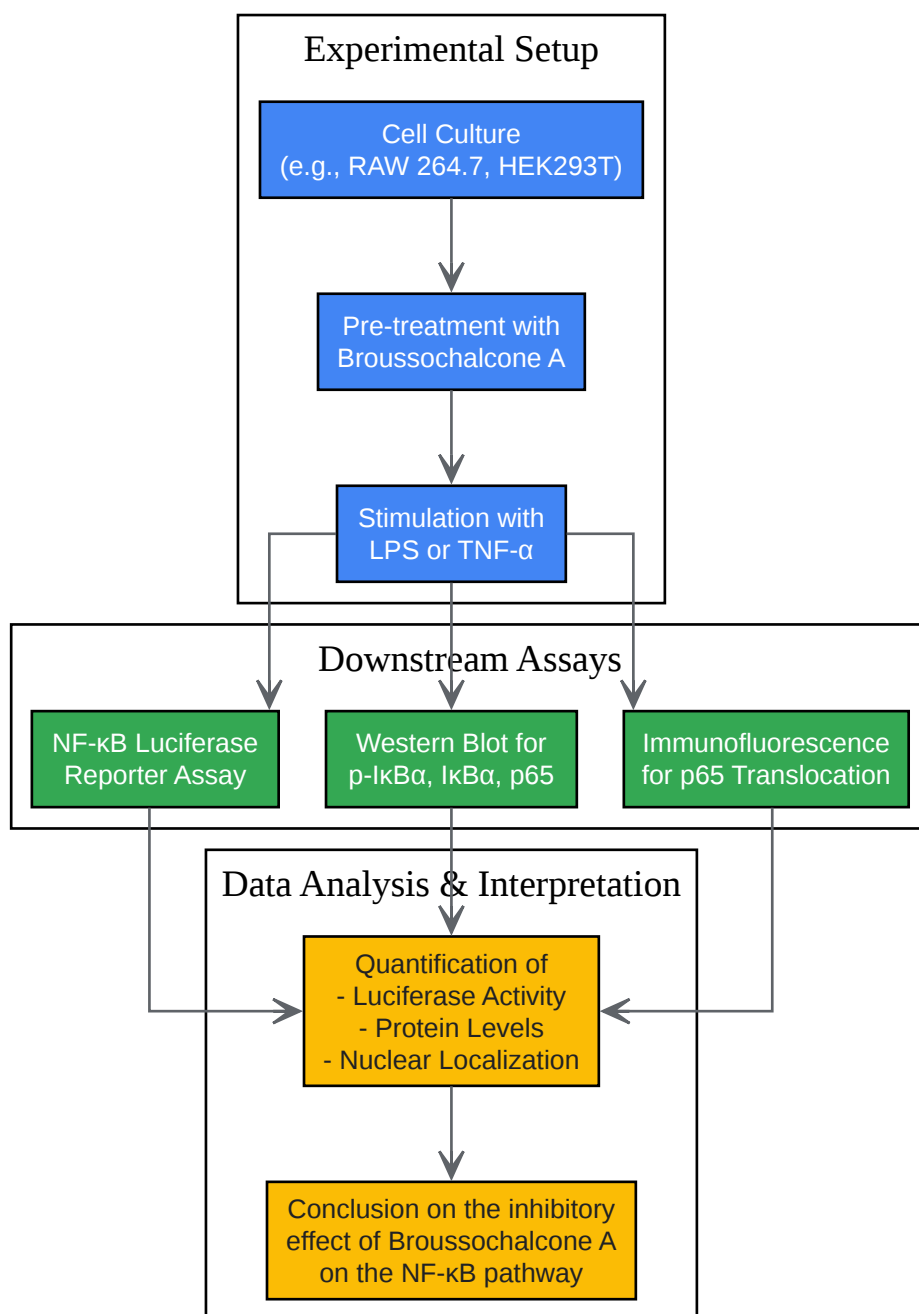 Experimental Setup
Cell Culture
(e.g., RAW 264.7, HEK293T)
Pre-treatment with
Broussochalcone A
Stimulation with
LPS or TNF-α
Downstream Assays
NF-κB Luciferase
Reporter Assay
Western Blot for
p-IκBα, IκBα, p65
Immunofluorescence
for p65 Translocation
Data Analysis & Interpretation
Quantification of
- Luciferase Activity
- Protein Levels
- Nuclear Localization
Conclusion on the inhibitory
effect of Broussochalcone A
on the NF-κB pathway